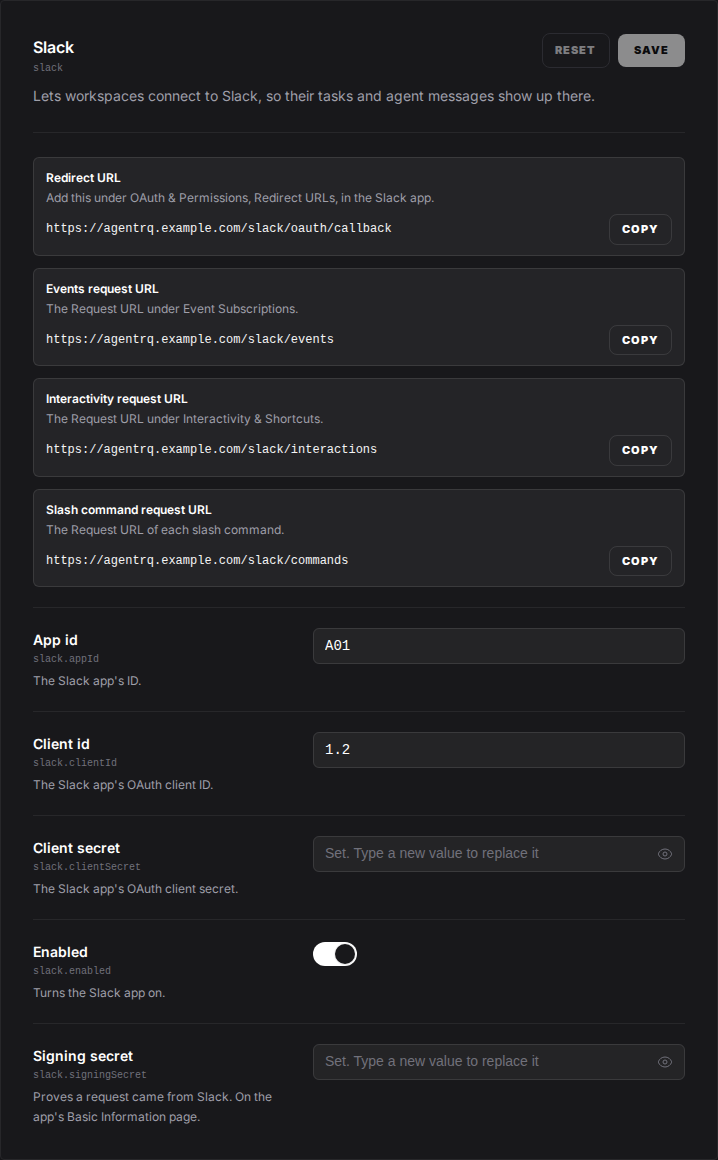 Slack
RESET
SAVE
slack
Lets workspaces connect to Slack, so their tasks and agent messages show up there.
Redirect URL
Add this under OAuth & Permissions, Redirect URLs, in the Slack app.
https://agentrq.example.com/slack/oauth/callback
COPY
Events request URL
The Request URL under Event Subscriptions.
https://agentrq.example.com/slack/events
COPY
Interactivity request URL
The Request URL under Interactivity & Shortcuts.
https://agentrq.example.com/slack/interactions
COPY
Slash command request URL
The Request URL of each slash command.
https://agentrq.example.com/slack/commands
COPY
App id
slack.appId
The Slack app's ID.
A01
Client id
slack.clientId
The Slack app's OAuth client ID.
1.2
Client secret
slack.clientSecret
The Slack app's OAuth client secret.
Set. Type a new value to replace it
Enabled
slack.enabled
Turns the Slack app on.
Signing secret
slack.signingSecret
Proves a request came from Slack. On the
app's Basic Information page.
Set. Type a new value to replace it